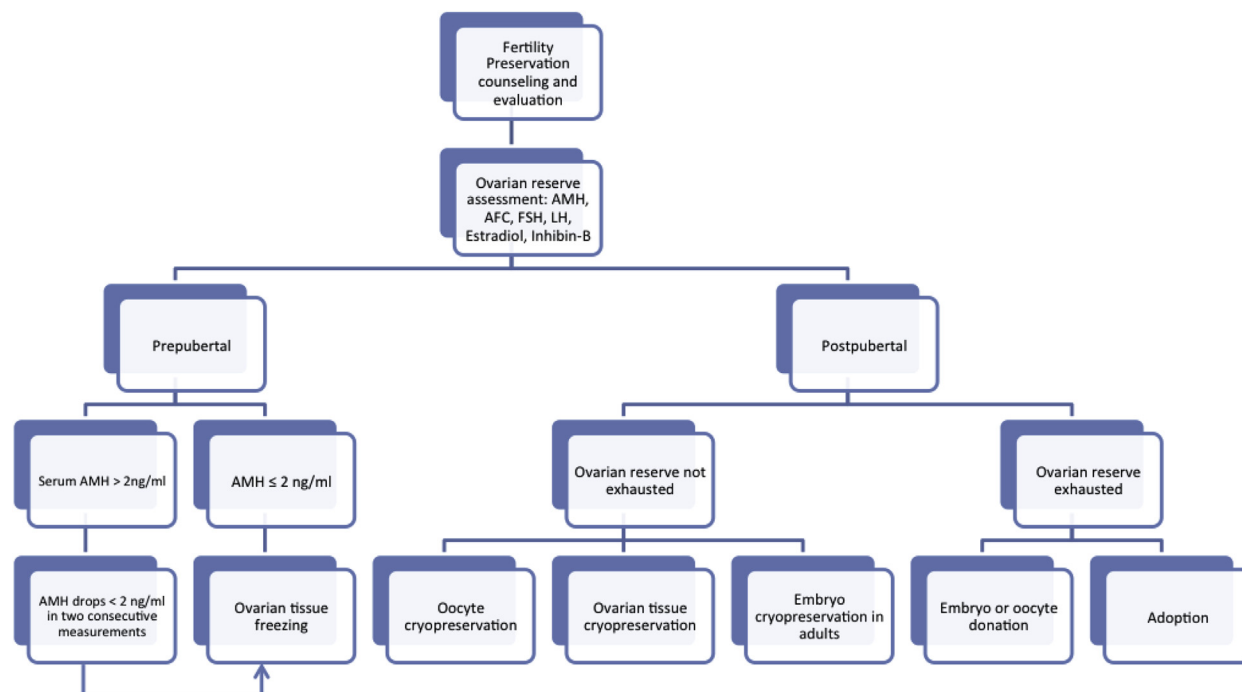 Fertility
Preservation
counseling and
evaluation
Ovarian reserve
assessment: AMH,
AFC, FSH, LH,
Estradiol, Inhibin-B
Prepubertal
Postpubertal
Serum AMH > 2ng/ml
AMH ≤ 2 ng/ml
Ovarian reserve not
exhausted
Ovarian reserve
exhausted
AMH drops < 2 ng/ml
in two consecutive
measurements
Ovarian tissue
freezing
Oocyte
cryopreservation
Ovarian tissue
cryopreservation
Embryo
cryopreservation in
adults
Embryo or oocyte
donation
Adoption